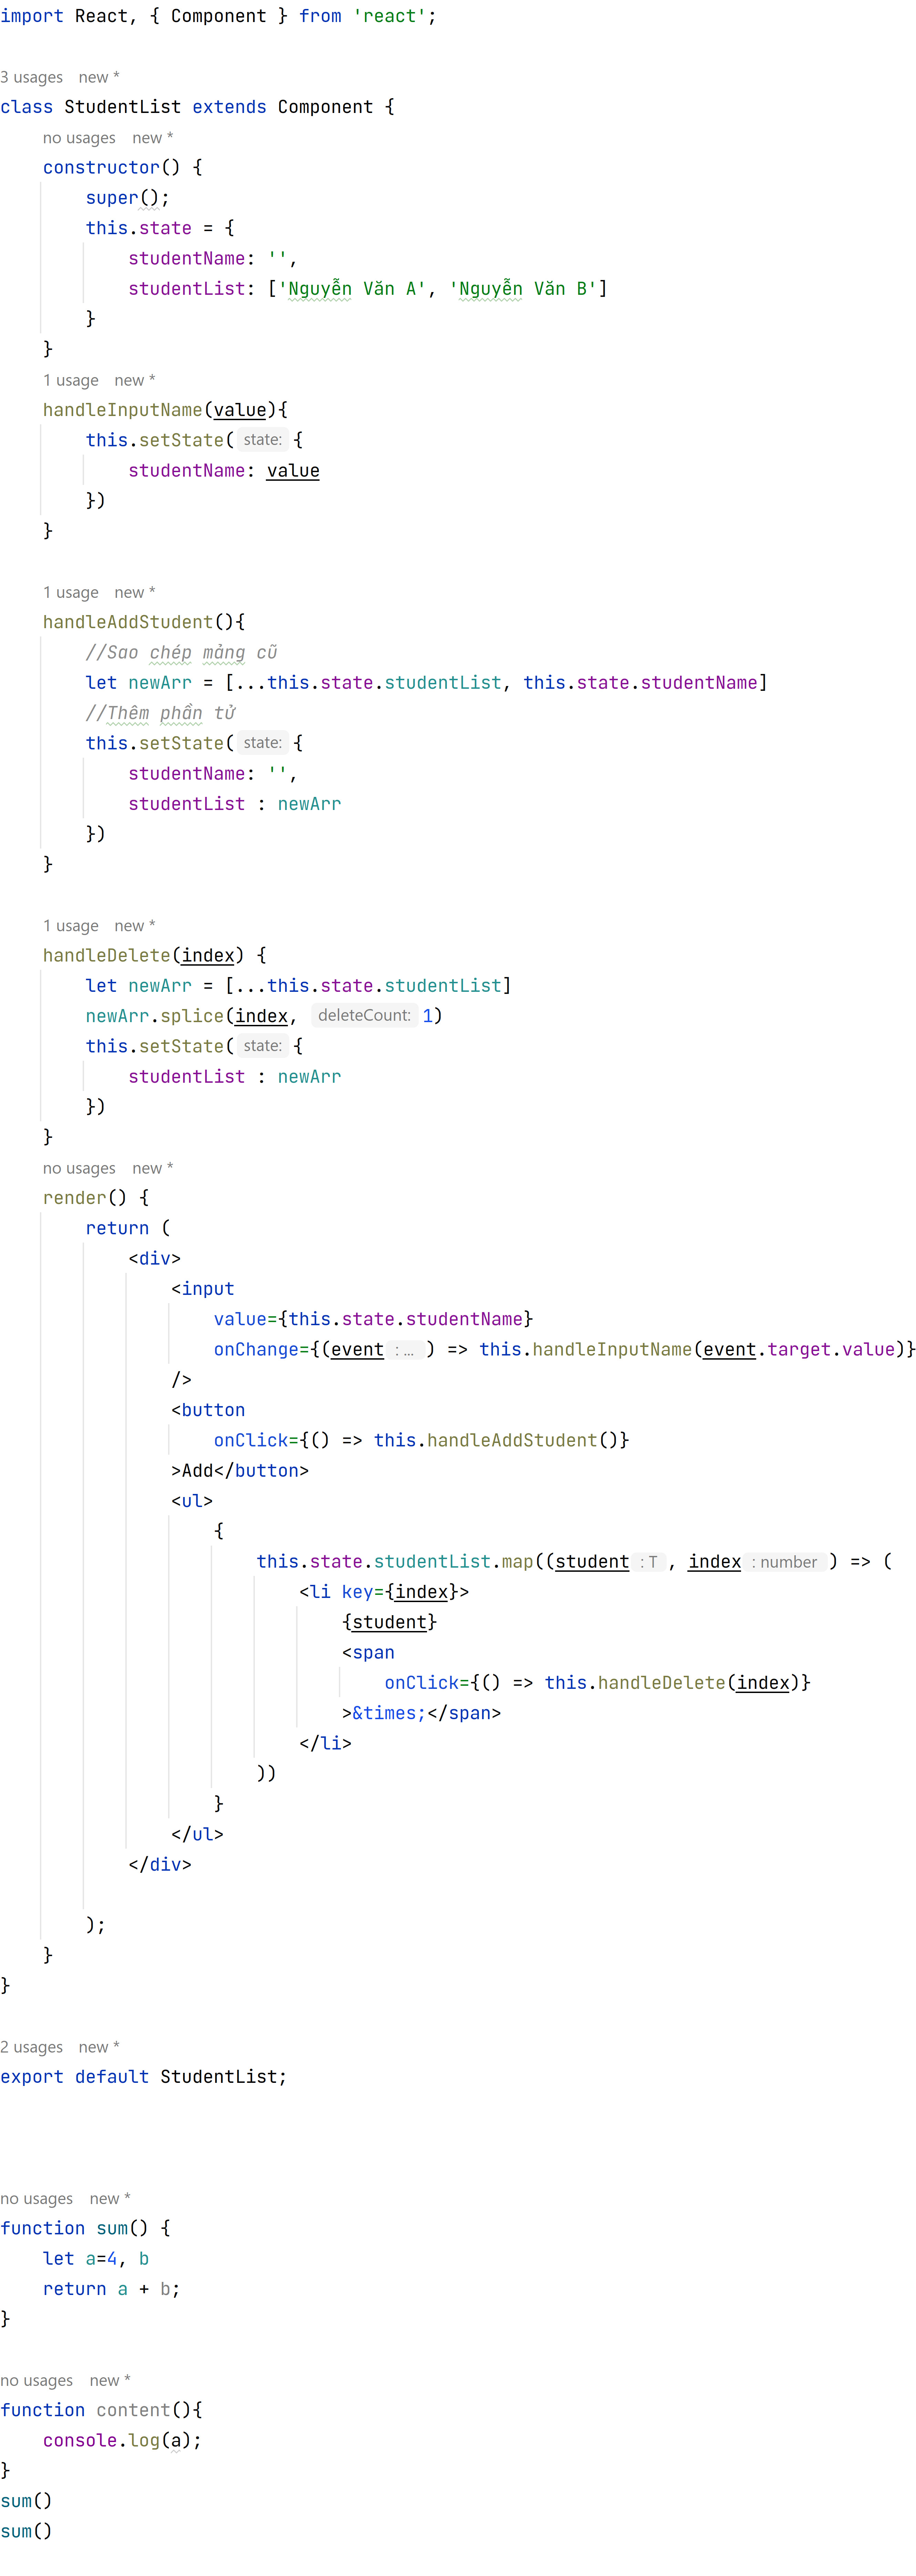 import React, { Component } from 'react';
3 usages new *
class StudentList extends Component {
no usages new *
constructor() {
super();
this.state = {
studentName: '',
studentList: ['Nguyễn Văn A', 'Nguyễn Văn B']
}
}
1 usage new *
handleInputName(value){
this.setState( state: {
studentName: value
})
}
1 usage new *
handleAddStudent(){
//Sao chép mảng cũ
let newArr = [...this.state.studentList, this.state.studentName]
//Thêm phần tử
this.setState( state: {
studentName: '',
studentList : newArr
})
}
1 usage new *
handleDelete(index) {
let newArr = [...this.state.studentList]
newArr.splice(index, deleteCount: 1)
this.setState( state: {
studentList : newArr
})
}
no usages new *
render() {
return (
<div>
<input
value={this.state.studentName}
onChange={(event : ... ) => this.handleInputName(event.target.value)}
/>
<button
onClick={() => this.handleAddStudent()}
>Add</button>
<ul>
{
this.state.studentList.map((student : T , index : number ) => (
<li key={index}>
{student}
<span
onClick={() => this.handleDelete(index)}
>&times;</span>
</li>
))
}
</ul>
</div>
);
}
}
2 usages new *
export default StudentList;
no usages new *
function sum() {
let a=4, b
return a + b;
}
no usages new *
function content(){
console.log(a);
}
sum()
sum()